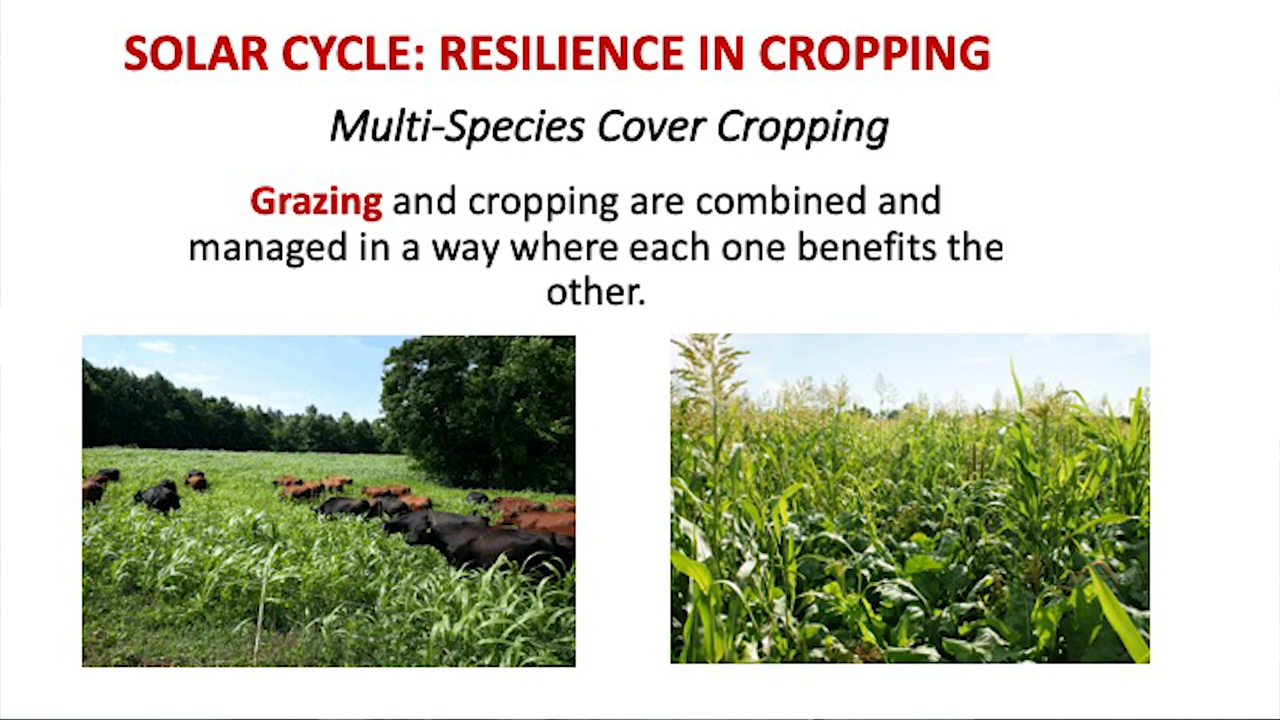 SOLAR CYCLE: RESILIENCE IN CROPPING
Multi-Species Cover Cropping
Grazing and cropping are combined and
managed in a way where each one benefits the
other.